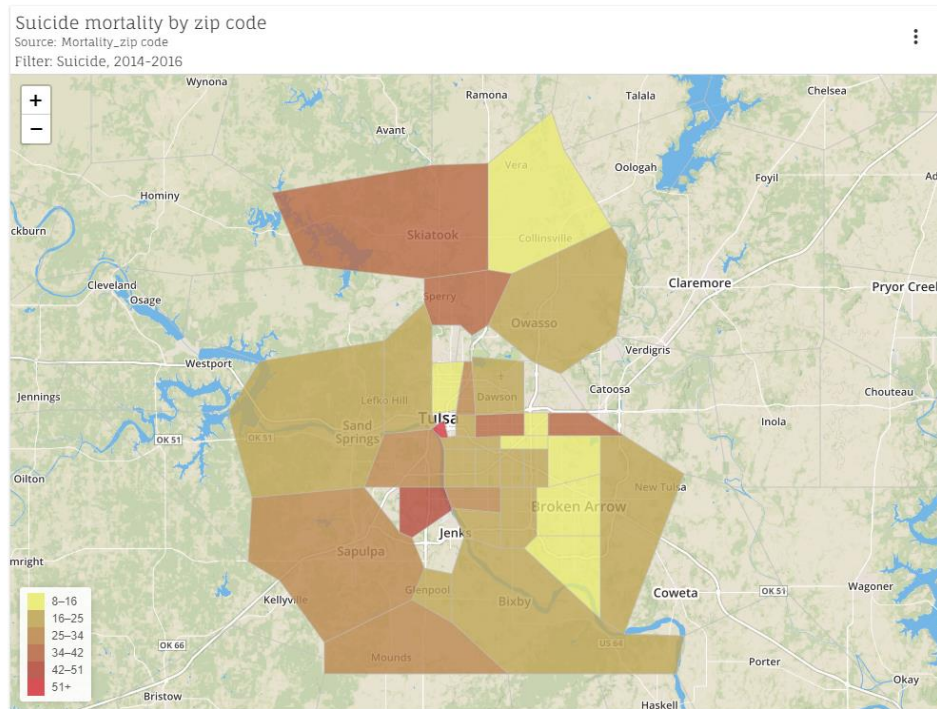 Suicide mortality by zip code
Source: Mortality_zip code
Filter: Suicide, 2014-2016
Wynona
Ramona
Talala
Chelsea
+
−
Avant
Vera
Oologah
Foyil
Hominy
ckburn
Skiatook
Collinsville
Cleveland
Osage
Sperry
Claremore
Pryor Creek
Owasso
Westport
Verdigris
Jennings
Lefko Hill
Dawson
Catoosa
Chouteau
Tulsa
Sand
Springs
OK 51
OK 51
Inola
Oilton
New Tulsa
Broken Arrow
Jenks
mright
Sapulpa
Kellyville
Glenpool
Bixby
Coweta
OK 51
Wagoner
8–16
16–25
25–34
34–42
42–51
51+
OK 66
US 64
Mounds
Porter
Okay
Bristow
Haskell